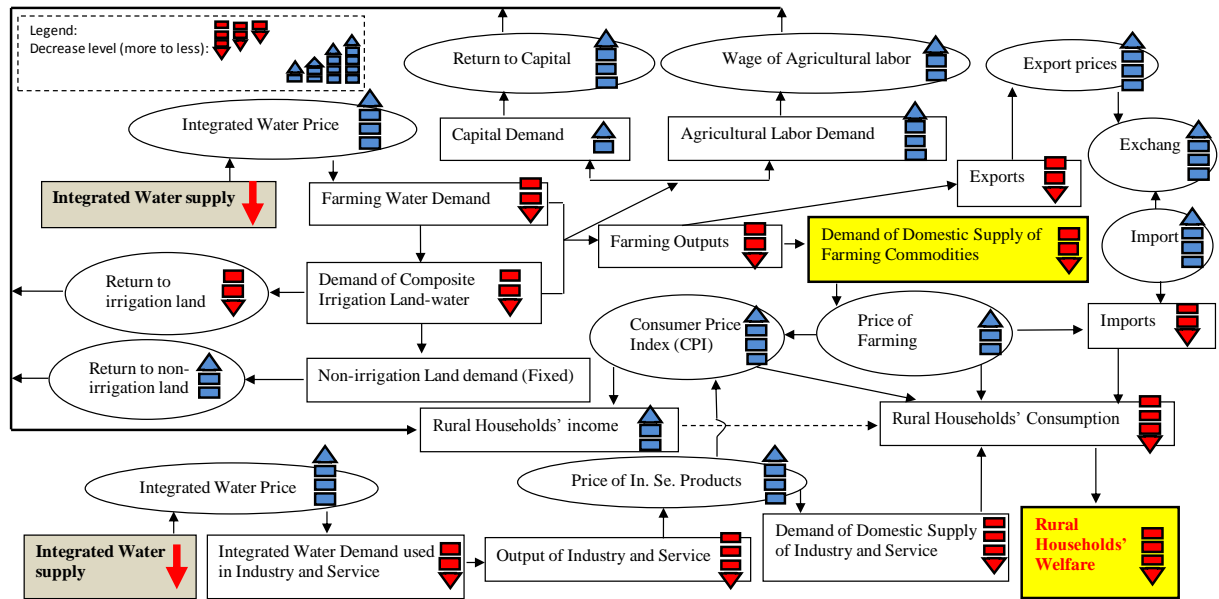 Legend:
Decrease level (more to less):
Return to Capital
Wage of Agricultural labor
Export prices
Integrated Water Price
Capital Demand
Agricultural Labor Demand
Exchang
Integrated Water supply
Farming Water Demand
Exports
Farming Outputs
Demand of Domestic Supply of
Farming Commodities
Import
Return to
irrigation land
Demand of Composite
Irrigation Land-water
Consumer Price
Index (CPI)
Price of
Farming
Imports
Return to non-
irrigation land
Non-irrigation Land demand (Fixed)
Rural Households’ income
Rural Households’ Consumption
Integrated Water Price
Price of In. Se. Products
Integrated Water
supply
Integrated Water Demand used
in Industry and Service
Output of Industry and Service
Demand of Domestic Supply
of Industry and Service
Rural
Households’
Welfare